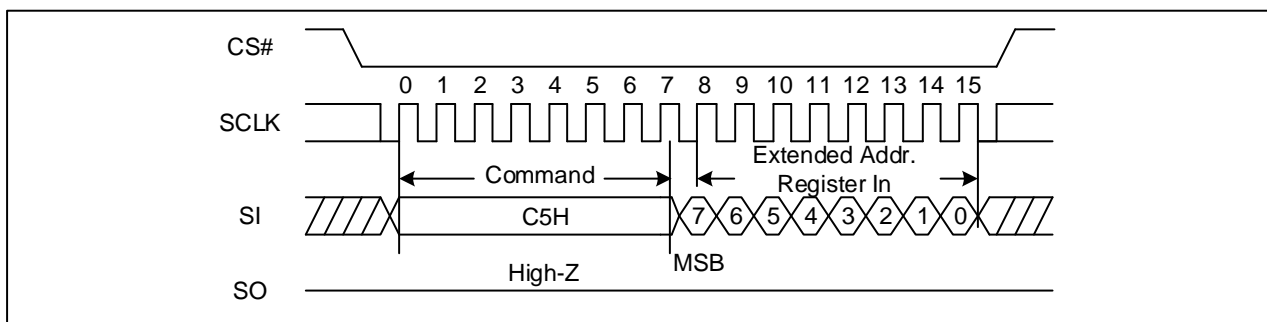 CS#
0 1 2 3 4 5 6 7 8 9 10 11 12 13 14 15
SCLK
Command
Extended Addr.
Register In
SI
C5H
7 6 5 4 3 2 1 0
MSB
High-Z
SO